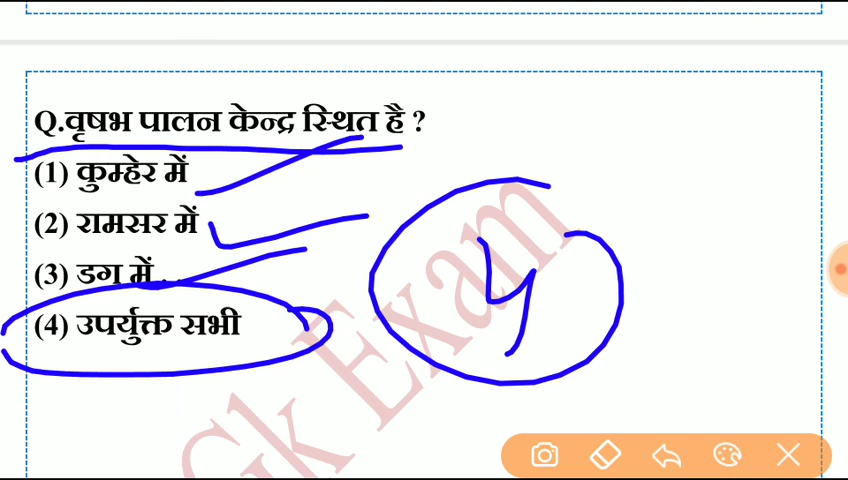 Q.वृषभ पालन केन्द्र स्थित है ?
(1) कुम्हेर में
(2) रामसर में
(3) डग में
(4) उपर्युक्त सभी
4
Gk Exam